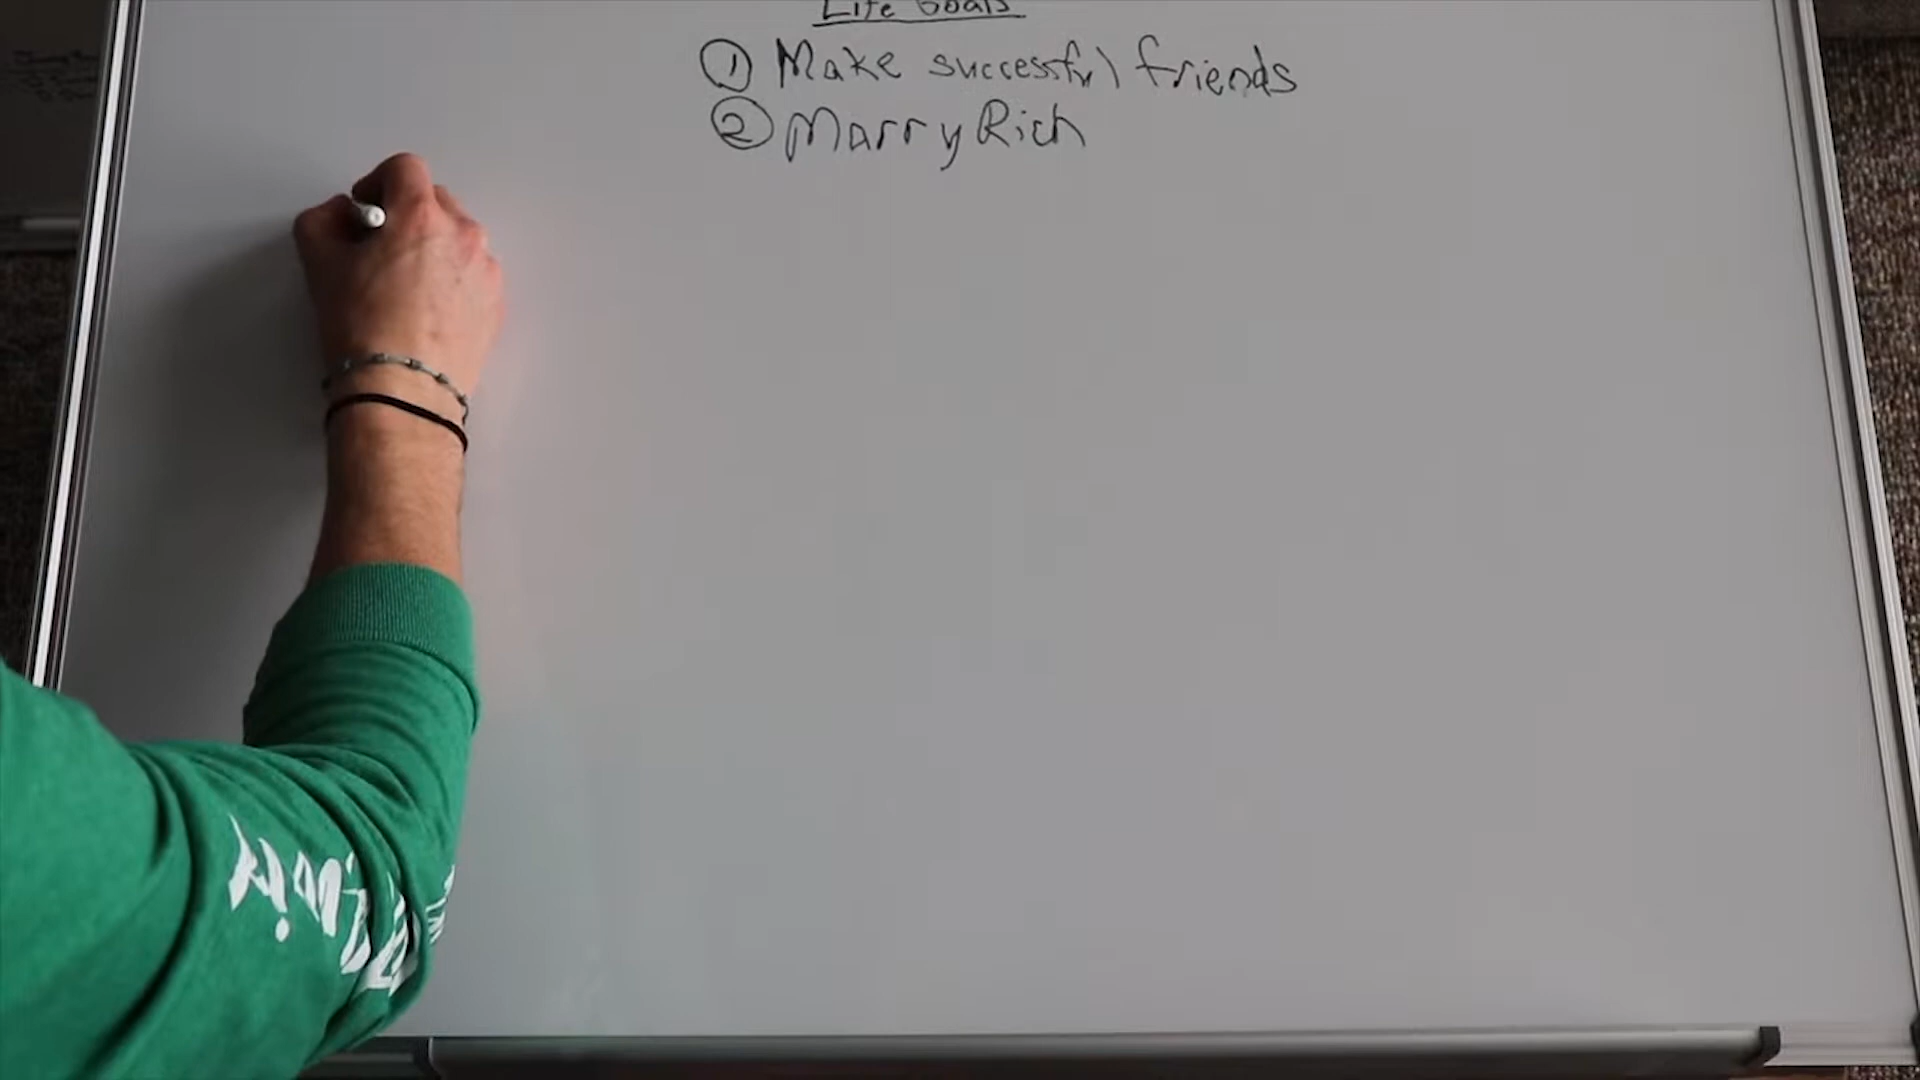 Life Goals
① Make successful friends
② Marry Rich